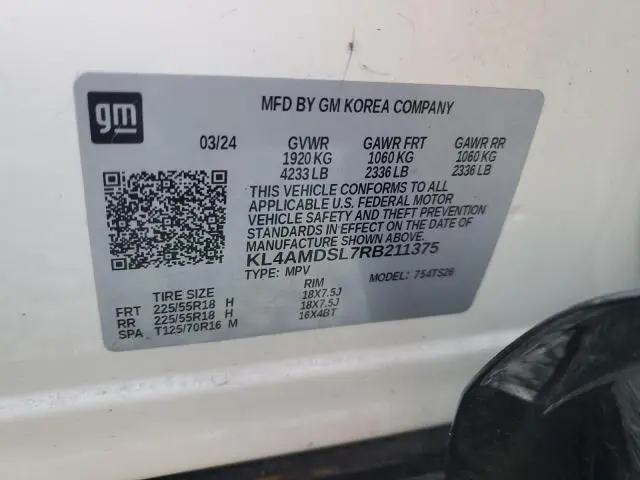 gm
MFD BY GM KOREA COMPANY
03/24 GVWR GAWR FRT GAWR RR
1920 KG 1060 KG 1060 KG
4233 LB 2336 LB 2336 LB
THIS VEHICLE CONFORMS TO ALL
APPLICABLE U.S. FEDERAL MOTOR
VEHICLE SAFETY AND THEFT PREVENTION
STANDARDS IN EFFECT ON THE DATE OF
MANUFACTURE SHOWN ABOVE.
KL4AMDSL7RB211375
TYPE: MPV MODEL: 754TS26
TIRE SIZE RIM
FRT 225/55R18 H 18X7.5J
RR 225/55R18 H 18X7.5J
SPA T125/70R16 M 16X4BT